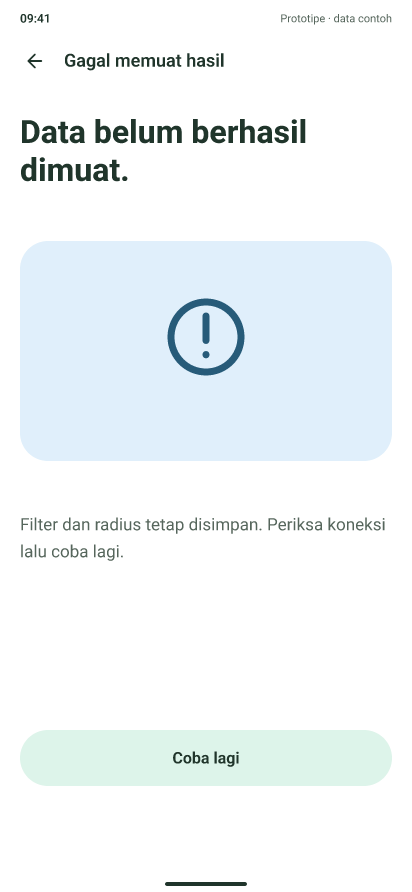 09:41
Prototipe · data contoh
Gagal memuat hasil
Data belum berhasil
dimuat.
Filter dan radius tetap disimpan. Periksa koneksi
lalu coba lagi.
Coba lagi